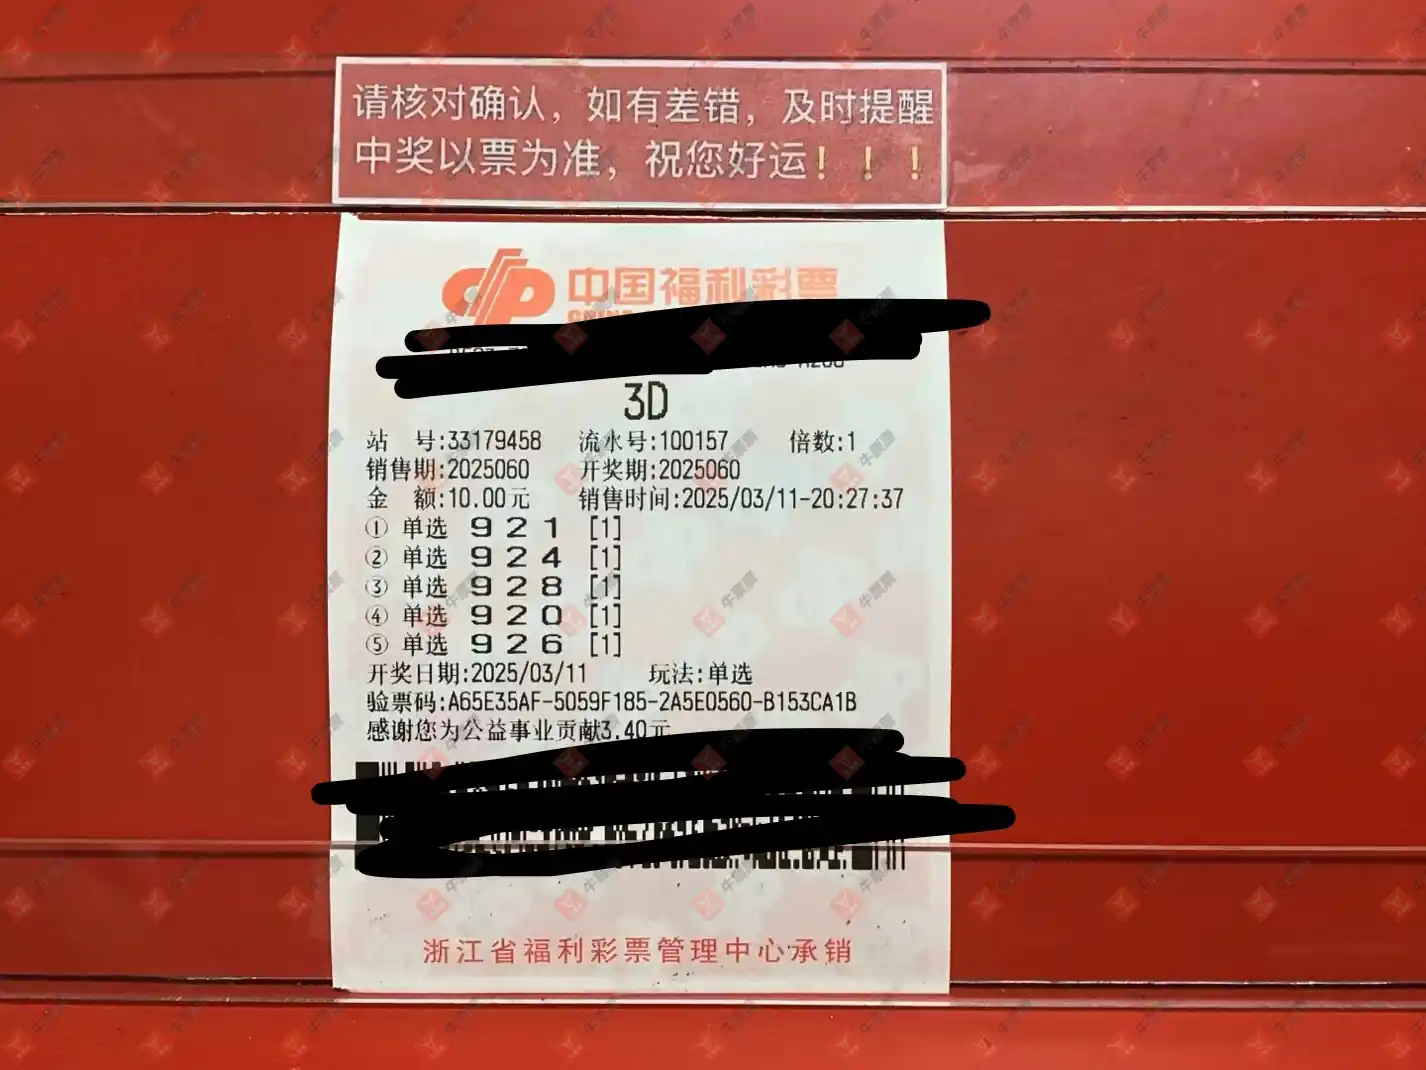 请核对确认，如有差错，及时提醒
中奖以票为准，祝您好运！！！
中国福利彩票
3D
站 号:33179458 流水号:100157 倍数:1
销售期:2025060 开奖期:2025060
金 额:10.00元 销售时间:2025/03/11-20:27:37
① 单选 9 2 1 [1]
② 单选 9 2 4 [1]
③ 单选 9 2 8 [1]
④ 单选 9 2 0 [1]
⑤ 单选 9 2 6 [1]
开奖日期:2025/03/11 玩法:单选
验票码:A65E35AF-5059F185-2A5E0560-B153CA1B
感谢您为公益事业贡献3.40元
浙江省福利彩票管理中心承销